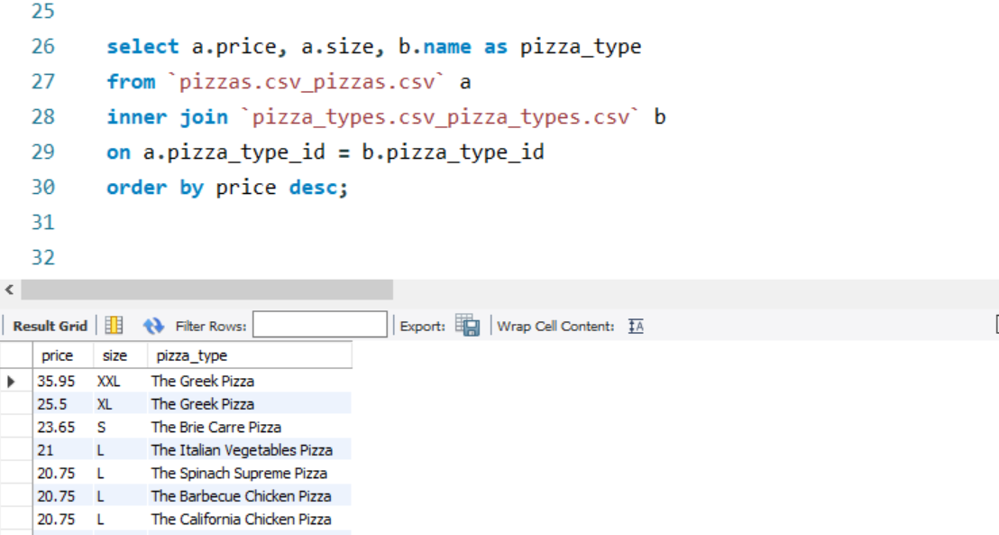 25
26 select a.price, a.size, b.name as pizza_type
27 from `pizzas.csv_pizzas.csv` a
28 inner join `pizza_types.csv_pizza_types.csv` b
29 on a.pizza_type_id = b.pizza_type_id
30 order by price desc;
31
32
Result Grid Filter Rows: Export: Wrap Cell Content: IA
price size pizza_type
35.95 XXL The Greek Pizza
25.5 XL The Greek Pizza
23.65 S The Brie Carre Pizza
21 L The Italian Vegetables Pizza
20.75 L The Spinach Supreme Pizza
20.75 L The Barbecue Chicken Pizza
20.75 L The California Chicken Pizza